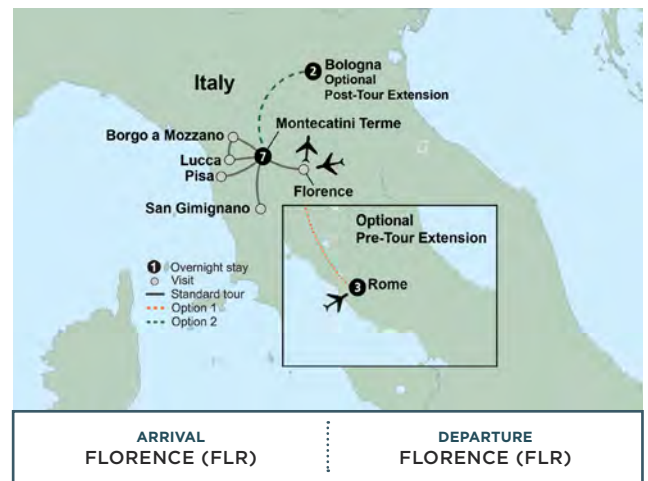 2
Bologna
Optional
Post-Tour Extension
Italy
Montecatini Terme
Borgo a Mozzano
7
Lucca
Pisa
Florence
San Gimignano
Optional
Pre-Tour Extension
1 Overnight stay
Visit
Standard tour
Option 1
Option 2
3 Rome
ARRIVAL
FLORENCE (FLR)
DEPARTURE
FLORENCE (FLR)